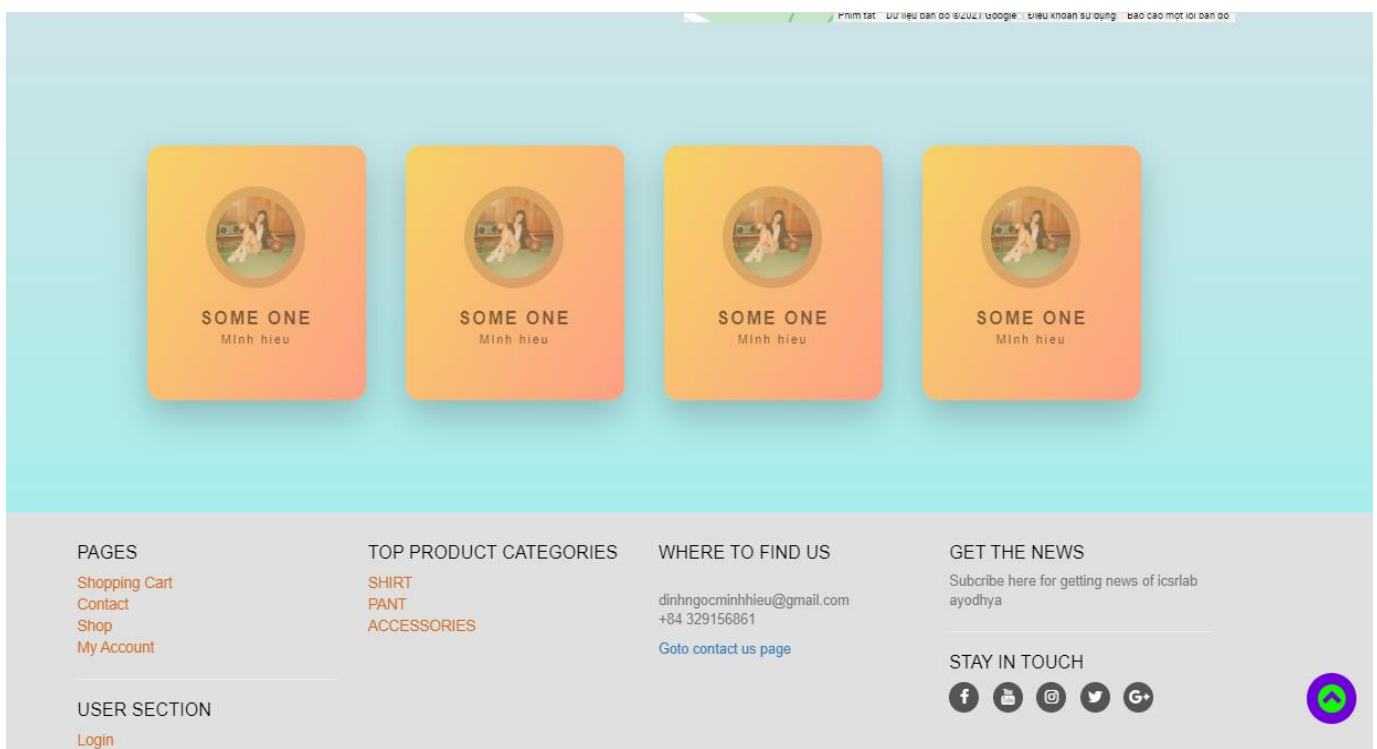 Phím tắt Dữ liệu bản đồ ©2021 Google Điều khoản sử dụng Báo cáo một lỗi bản đồ
SOME ONE
MInh hieu
SOME ONE
MInh hieu
SOME ONE
MInh hieu
SOME ONE
MInh hieu
PAGES
Shopping Cart
Contact
Shop
My Account
USER SECTION
Login
TOP PRODUCT CATEGORIES
SHIRT
PANT
ACCESSORIES
WHERE TO FIND US
dinhngocminhhieu@gmail.com
+84 329156861
Goto contact us page
GET THE NEWS
Subcribe here for getting news of icsrlab
ayodhya
STAY IN TOUCH